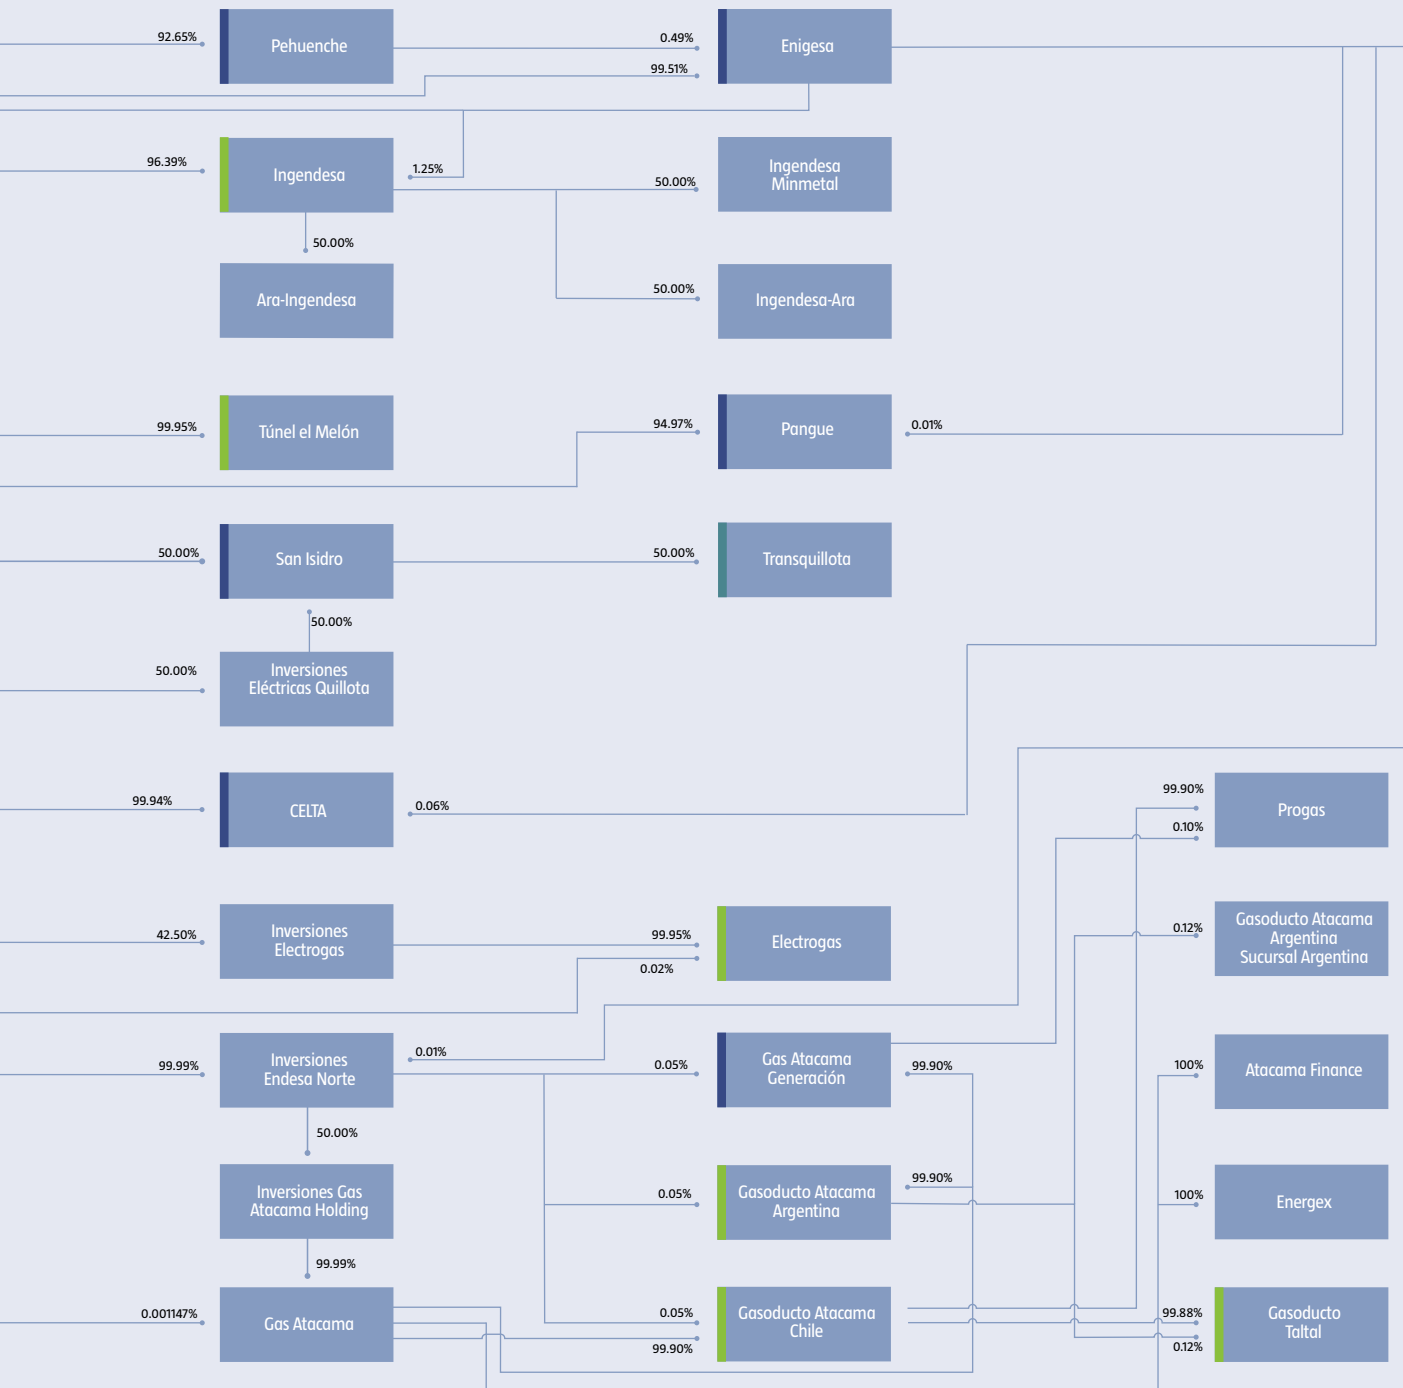 92.65%
Pehuenche
0.49%
99.51%
Enigesa
96.39%
Ingendesa
1.25%
50.00%
Ingendesa
Minmetal
50.00%
Ara-Ingendesa
50.00%
Ingendesa-Ara
99.95%
Túnel el Melón
94.97%
Pangue
0.01%
50.00%
San Isidro
50.00%
Transquillota
50.00%
50.00%
Inversiones
Eléctricas Quillota
99.94%
CELTA
0.06%
99.90%
0.10%
Progas
42.50%
Inversiones
Electrogas
99.95%
0.02%
Electrogas
0.12%
Gasoducto Atacama
Argentina
Sucursal Argentina
99.99%
Inversiones
Endesa Norte
0.01%
0.05%
Gas Atacama
Generación
99.90%
100%
Atacama Finance
50.00%
Inversiones Gas
Atacama Holding
0.05%
Gasoducto Atacama
Argentina
99.90%
100%
Energex
99.99%
0.001147%
Gas Atacama
0.05%
99.90%
Gasoducto Atacama
Chile
99.88%
0.12%
Gasoducto
Taltal